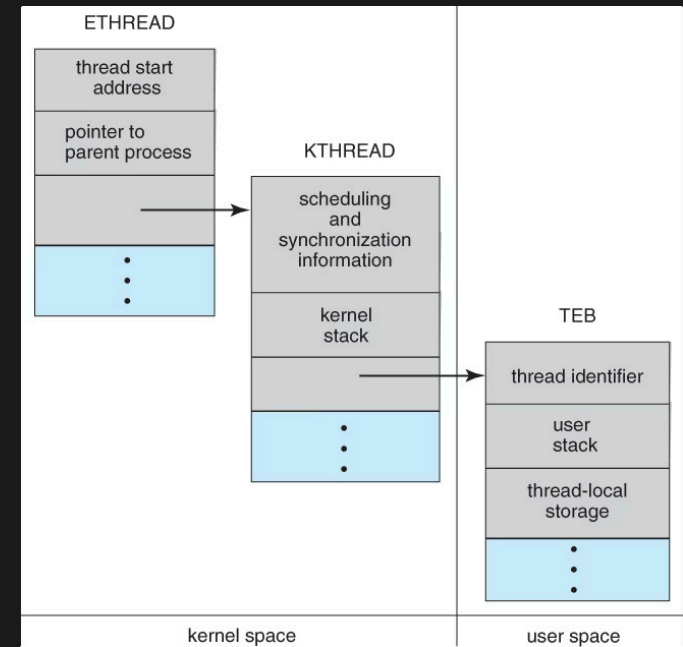 ETHREAD
thread start
address
pointer to
parent process
KTHREAD
scheduling
and
synchronization
information
kernel
stack
TEB
thread identifier
user
stack
thread-local
storage
kernel space
user space